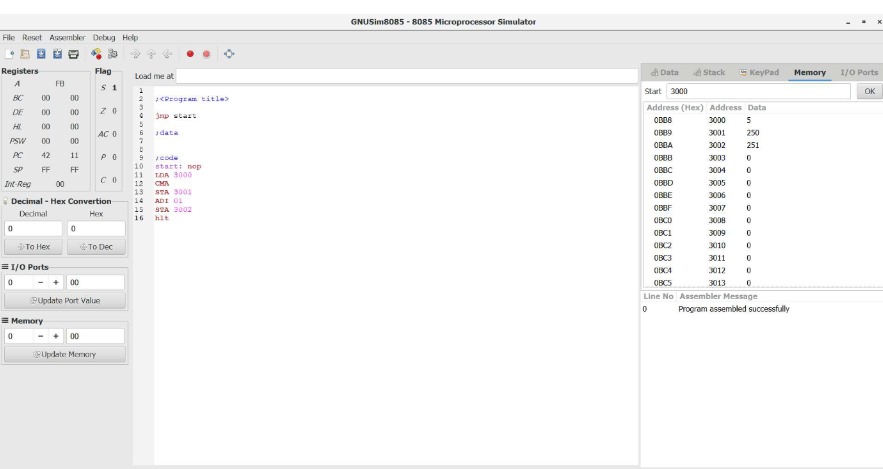 GNUSim8085 - 8085 Microprocessor Simulator
File Reset Assembler Debug Help
Registers Flag
A FB
BC 00 00
DE 00 00
HL 00 00
PSW 00 00
PC 42 11
SP FF FF
Int-Reg 00
S 1
Z 0
AC 0
P 0
C 0
Decimal - Hex Convertion
Decimal Hex
0 0
To Hex To Dec
I/O Ports
0 - + 00
Update Port Value
Memory
0 - + 00
Update Memory
Load me at
1
2 ;<Program title>
3
4 jmp start
5
6 ;data
7
8
9 ;code
10 start: nop
11 LDA 3000
12 CMA
13 STA 3001
14 ADI 01
15 STA 3002
16 hlt
Data Stack KeyPad Memory I/O Ports
Start 3000 OK
Address (Hex) Address Data
0BB8 3000 5
0BB9 3001 250
0BBA 3002 251
0BBB 3003 0
0BBC 3004 0
0BBD 3005 0
0BBE 3006 0
0BBF 3007 0
0BC0 3008 0
0BC1 3009 0
0BC2 3010 0
0BC3 3011 0
0BC4 3012 0
0BC5 3013 0
Line No Assembler Message
0 Program assembled successfully